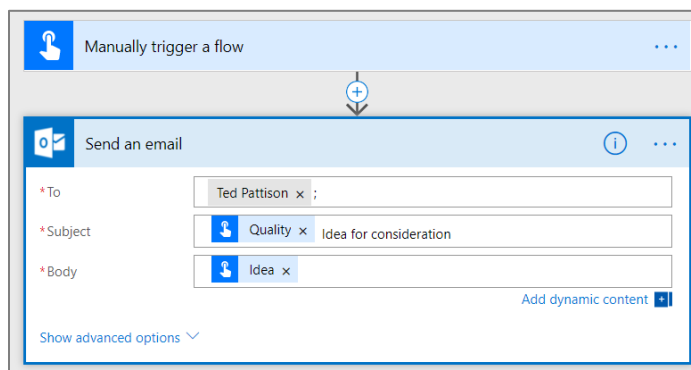 Manually trigger a flow
Send an email
*To Ted Pattison × ;
*Subject Quality × Idea for consideration
*Body Idea ×
Add dynamic content
Show advanced options